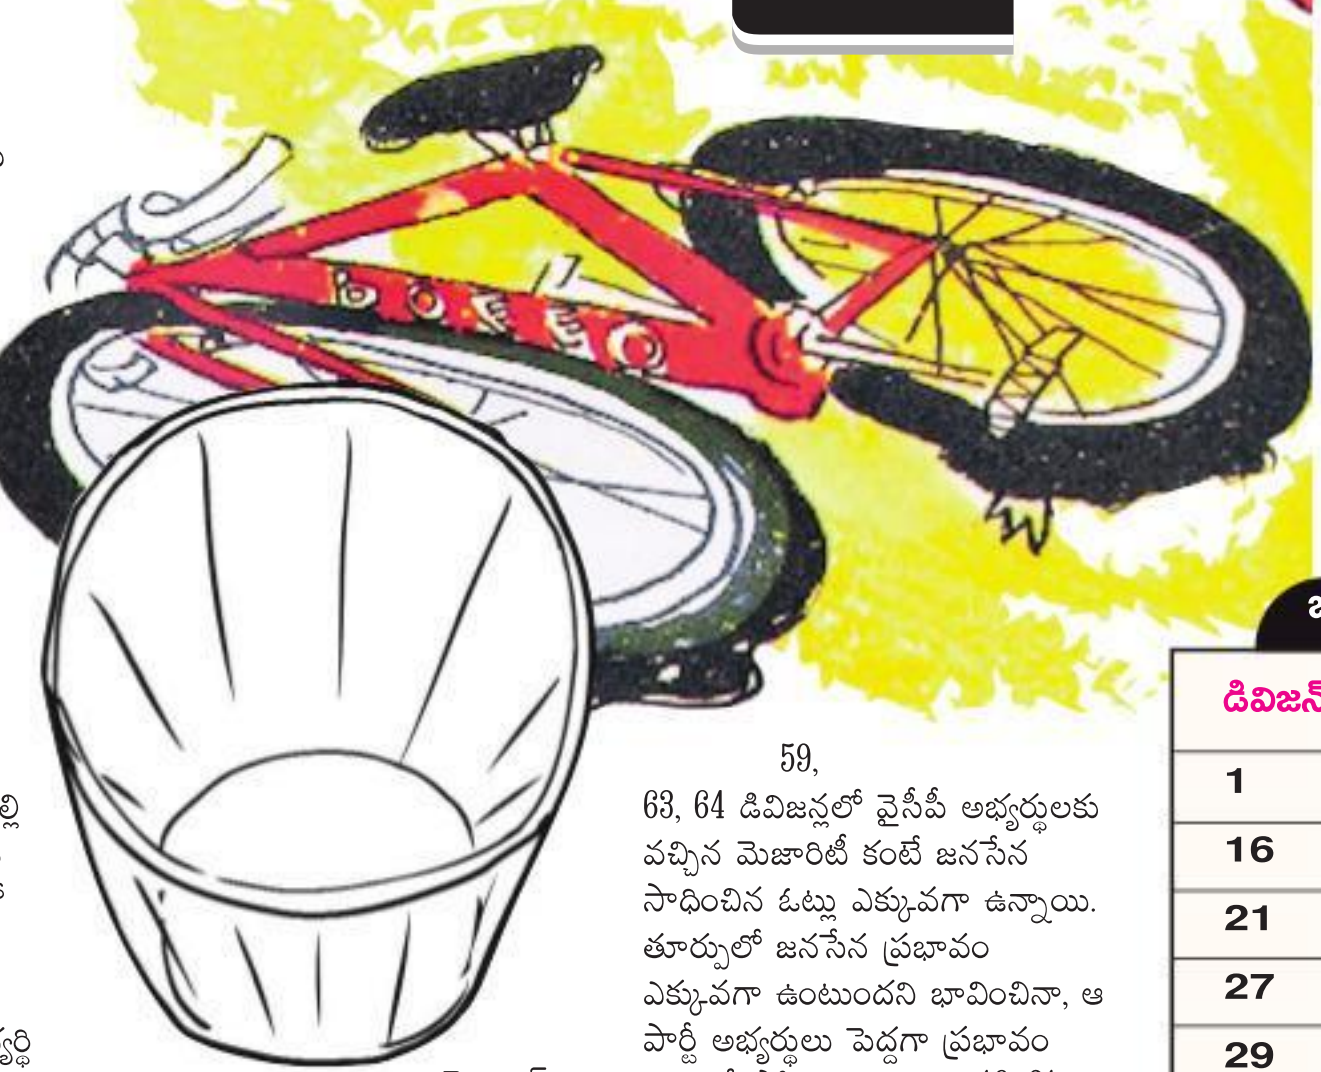 59,
63, 64 డివిజన్లలో వైసీపీ అభ్యర్థులకు
వచ్చిన మెజారిటీ కంటే జనసేన
సాధించిన ఓట్లు ఎక్కువగా ఉన్నాయి.
తూర్పులో జనసేన ప్రభావం
ఎక్కువగా ఉంటుందని భావించినా, ఆ
పార్టీ అభ్యర్థులు పెద్దగా ప్రభావం
డివిజన్
1
16
21
27
29